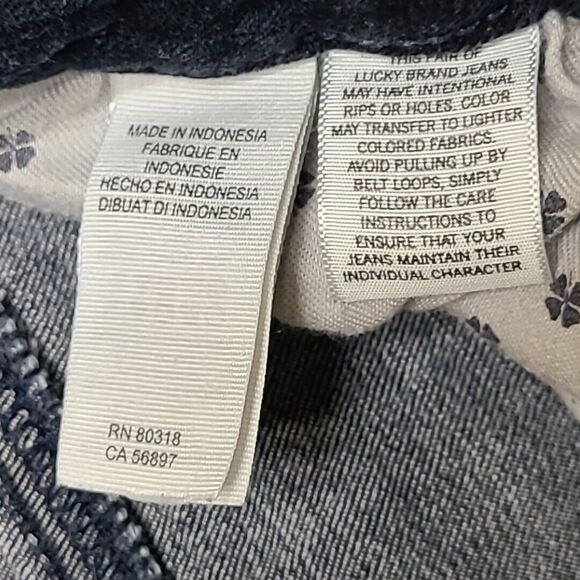 MADE IN INDONESIA
FABRIQUE EN
INDONESIE
HECHO EN INDONESIA
DIBUAT DI INDONESIA
RN 80318
CA 56897
THIS PAIR OF
LUCKY BRAND JEANS
MAY HAVE INTENTIONAL
RIPS OR HOLES. COLOR
MAY TRANSFER TO LIGHTER
COLORED FABRICS.
AVOID PULLING UP BY
BELT LOOPS, SIMPLY
FOLLOW THE CARE
INSTRUCTIONS TO
ENSURE THAT YOUR
JEANS MAINTAIN THEIR
INDIVIDUAL CHARACTER